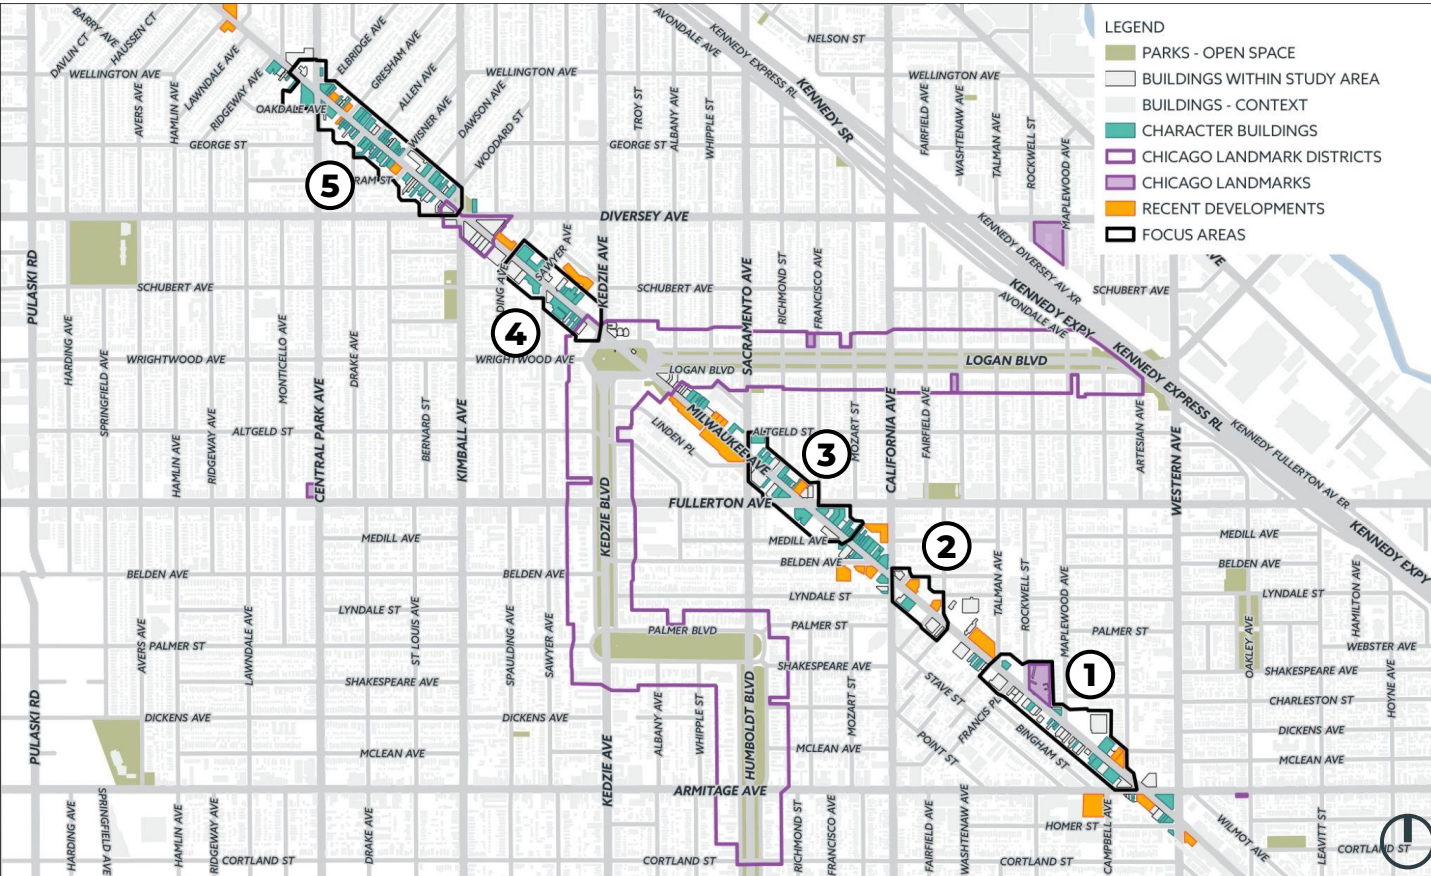 LEGEND
PARKS - OPEN SPACE
BUILDINGS WITHIN STUDY AREA
BUILDINGS - CONTEXT
CHARACTER BUILDINGS
CHICAGO LANDMARK DISTRICTS
CHICAGO LANDMARKS
RECENT DEVELOPMENTS
FOCUS AREAS
BARRY AVE
HAUSSEN CT
DAVLIN CT
ELBRIDGE AVE
GRESHAM AVE
AVONDALE AVE
KENNEDY EXPRESS RL
KENNEDY SR
NELSON ST
WELLINGTON AVE
LAWNDALE AVE
RIDGEWAY AVE
ALLEN AVE
WELLINGTON AVE
WELLINGTON AVE
AVERS AVE
HAMLIN AVE
OAKDALE AVE
WISNER AVE
DAWSON AVE
WOODARD ST
TROY ST
ALBANY AVE
WHIPPLE ST
FAIRFIELD AVE
WASHTENAW AVE
TALMAN AVE
ROCKWELL ST
MAPLEWOOD AVE
GEORGE ST
GEORGE ST
5
RAM ST
DIVERSEY AVE
KENNEDY DIVERSEY AV XR
PULASKI RD
SAWYER AVE
KEDZIE AVE
SACRAMENTO AVE
RICHMOND ST
FRANCISCO AVE
VE
SCHUBERT AVE
DING AVE
SCHUBERT AVE
SCHUBERT AVE
KENNEDY EXPY
AVONDALE AVE
4
HARDING AVE
SPRINGFIELD AVE
WRIGHTWOOD AVE
MONTICELLO AVE
DRAKE AVE
WRIGHTWOOD AVE
LOGAN BLVD
LOGAN BLVD
KENNEDY EXPRESS RL
HAMLIN AVE
RIDGEWAY AVE
ALTGELD ST
CENTRAL PARK AVE
BERNARD ST
KIMBALL AVE
LINDEN PL
MILWAUKEE AVE
ALTGELD ST
3
MOZART ST
CALIFORNIA AVE
FAIRFIELD AVE
ARTESIAN AVE
WESTERN AVE
KENNEDY FULLERTON AV ER
KEDZIE BLVD
FULLERTON AVE
KENNEDY EXPY
MEDILL AVE
MEDILL AVE
2
MEDILL AVE
BELDEN AVE
BELDEN AVE
BELDEN AVE
BELDEN AVE
LYNDALE ST
LYNDALE ST
LYNDALE ST
TALMAN AVE
ROCKWELL ST
MAPLEWOOD AVE
HAMILTON AVE
AVERS AVE
PALMER ST
LAWNDALE AVE
ST LOUIS AVE
SPAULDING AVE
SAWYER AVE
PALMER BLVD
PALMER ST
PALMER ST
OAKLEY AVE
WEBSTER AVE
SHAKESPEARE AVE
SHAKESPEARE AVE
SHAKESPEARE AVE
1
PULASKI RD
STAVE ST
FRANCIS PL
CHARLESTON ST
HOYNE AVE
DICKENS AVE
DICKENS AVE
ALBANY AVE
WHIPPLE ST
HUMBOLDT BLVD
MOZART ST
POINT ST
BINGHAM ST
DICKENS AVE
MCLEAN AVE
KEDZIE AVE
MCLEAN AVE
MCLEAN AVE
ARMITAGE AVE
HARDING AVE
SPRINGFIELD AVE
HAMLIN AVE
RIDGEWAY AVE
DRAKE AVE
RICHMOND ST
FRANCISCO AVE
FAIRFIELD AVE
WASHTENAW AVE
HOMER ST
CAMPBELL AVE
WILMOT AVE
LEAVITT ST
CORTLAND ST
CORTLAND ST
CORTLAND ST
CORTLAND ST